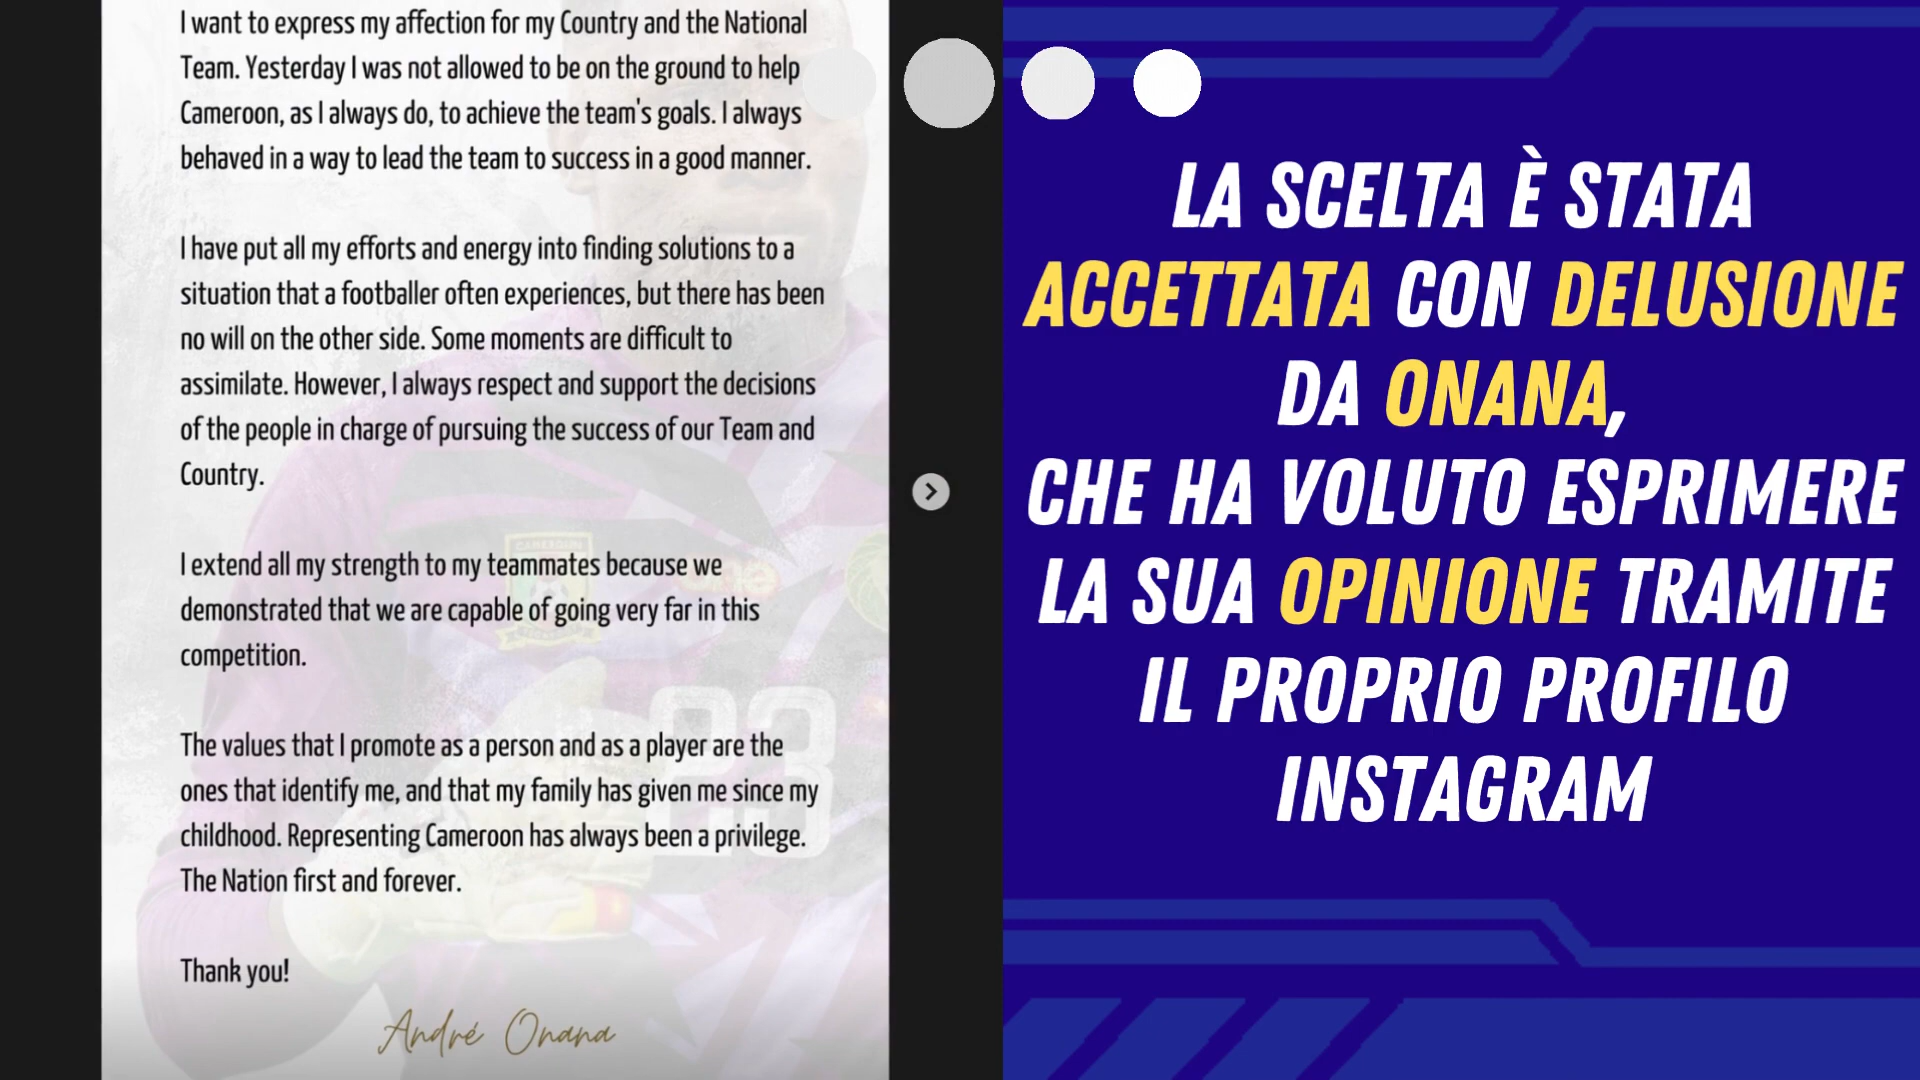 I want to express my affection for my Country and the National
Team. Yesterday I was not allowed to be on the ground to help
Cameroon, as I always do, to achieve the team's goals. I always
behaved in a way to lead the team to success in a good manner.
I have put all my efforts and energy into finding solutions to a
situation that a footballer often experiences, but there has been
no will on the other side. Some moments are difficult to
assimilate. However, I always respect and support the decisions
of the people in charge of pursuing the success of our Team and
Country.
I extend all my strength to my teammates because we
demonstrated that we are capable of going very far in this
competition.
The values that I promote as a person and as a player are the
ones that identify me, and that my family has given me since my
childhood. Representing Cameroon has always been a privilege.
The Nation first and forever.
Thank you!
André Onana
CAMEROON
one
23
LA SCELTA È STATA
ACCETTATA CON DELUSIONE
DA ONANA,
CHE HA VOLUTO ESPRIMERE
LA SUA OPINIONE TRAMITE
IL PROPRIO PROFILO
INSTAGRAM